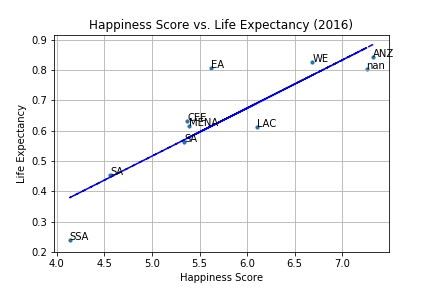 Happiness Score vs. Life Expectancy (2016)
0.9
0.8
0.7
0.6
0.5
0.4
0.3
0.2
Life Expectancy
ANZ
WE
nan
EA
CEE
MENA
LAC
SA
SA
SSA
4.0 4.5 5.0 5.5 6.0 6.5 7.0
Happiness Score